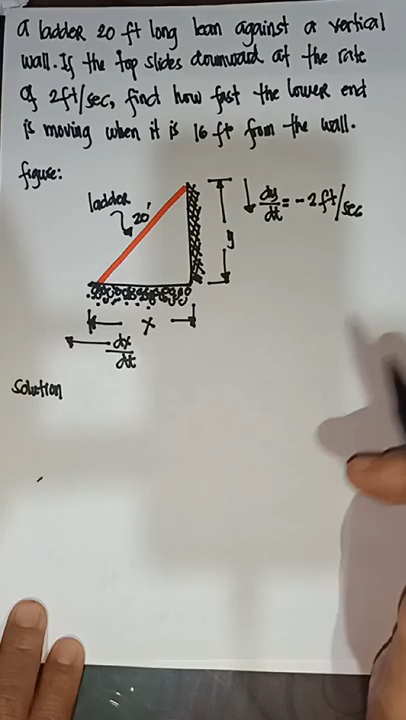 a ladder 20 ft long lean against a vertical
wall. If the top slides downward at the rate
of 2ft/sec, find how fast the lower end
is moving when it is 16 ft from the wall.
figure:
ladder
20'
y
dy/dt = -2 ft/sec
x
dx/dt
Solution